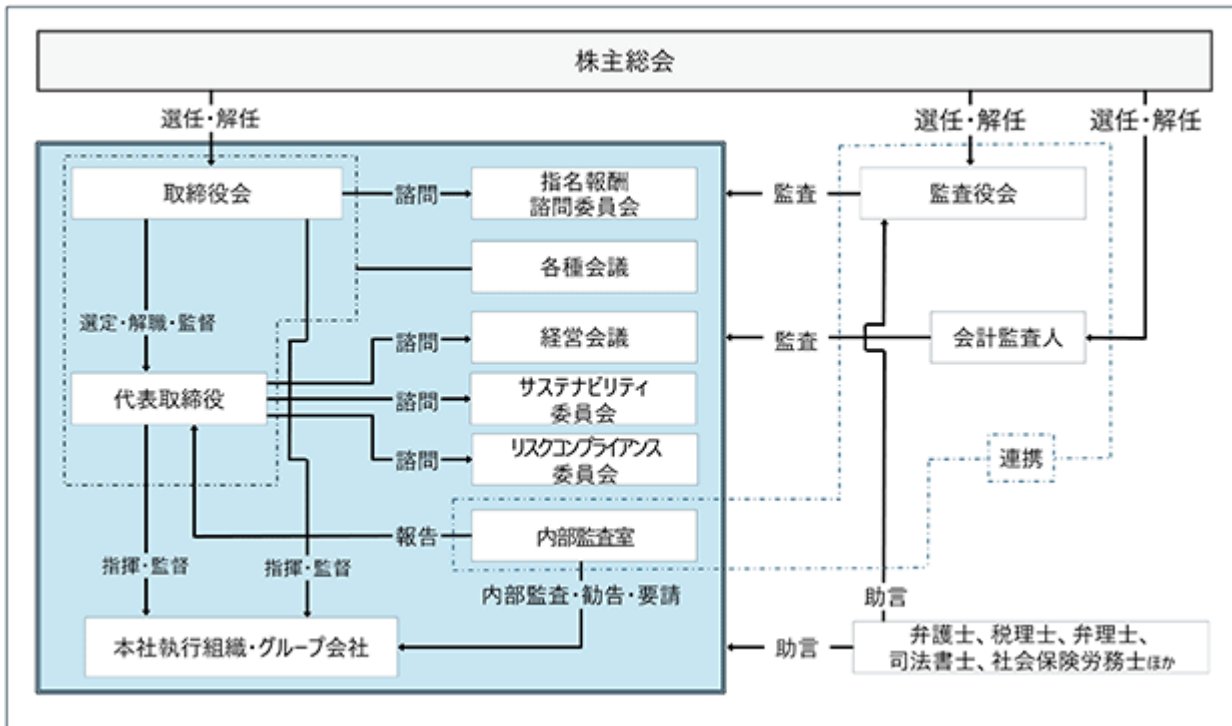 株主総会
選任・解任
選任・解任
選任・解任
取締役会
諮問
指名報酬
諮問委員会
監査
監査役会
各種会議
選定・解職・監督
諮問
経営会議
監査
会計監査人
代表取締役
諮問
サステナビリティ
委員会
諮問
リスクコンプライアンス
委員会
連携
報告
内部監査室
指揮・監督
指揮・監督
内部監査・勧告・要請
助言
本社執行組織・グループ会社
助言
弁護士、税理士、弁理士、
司法書士、社会保険労務士ほか